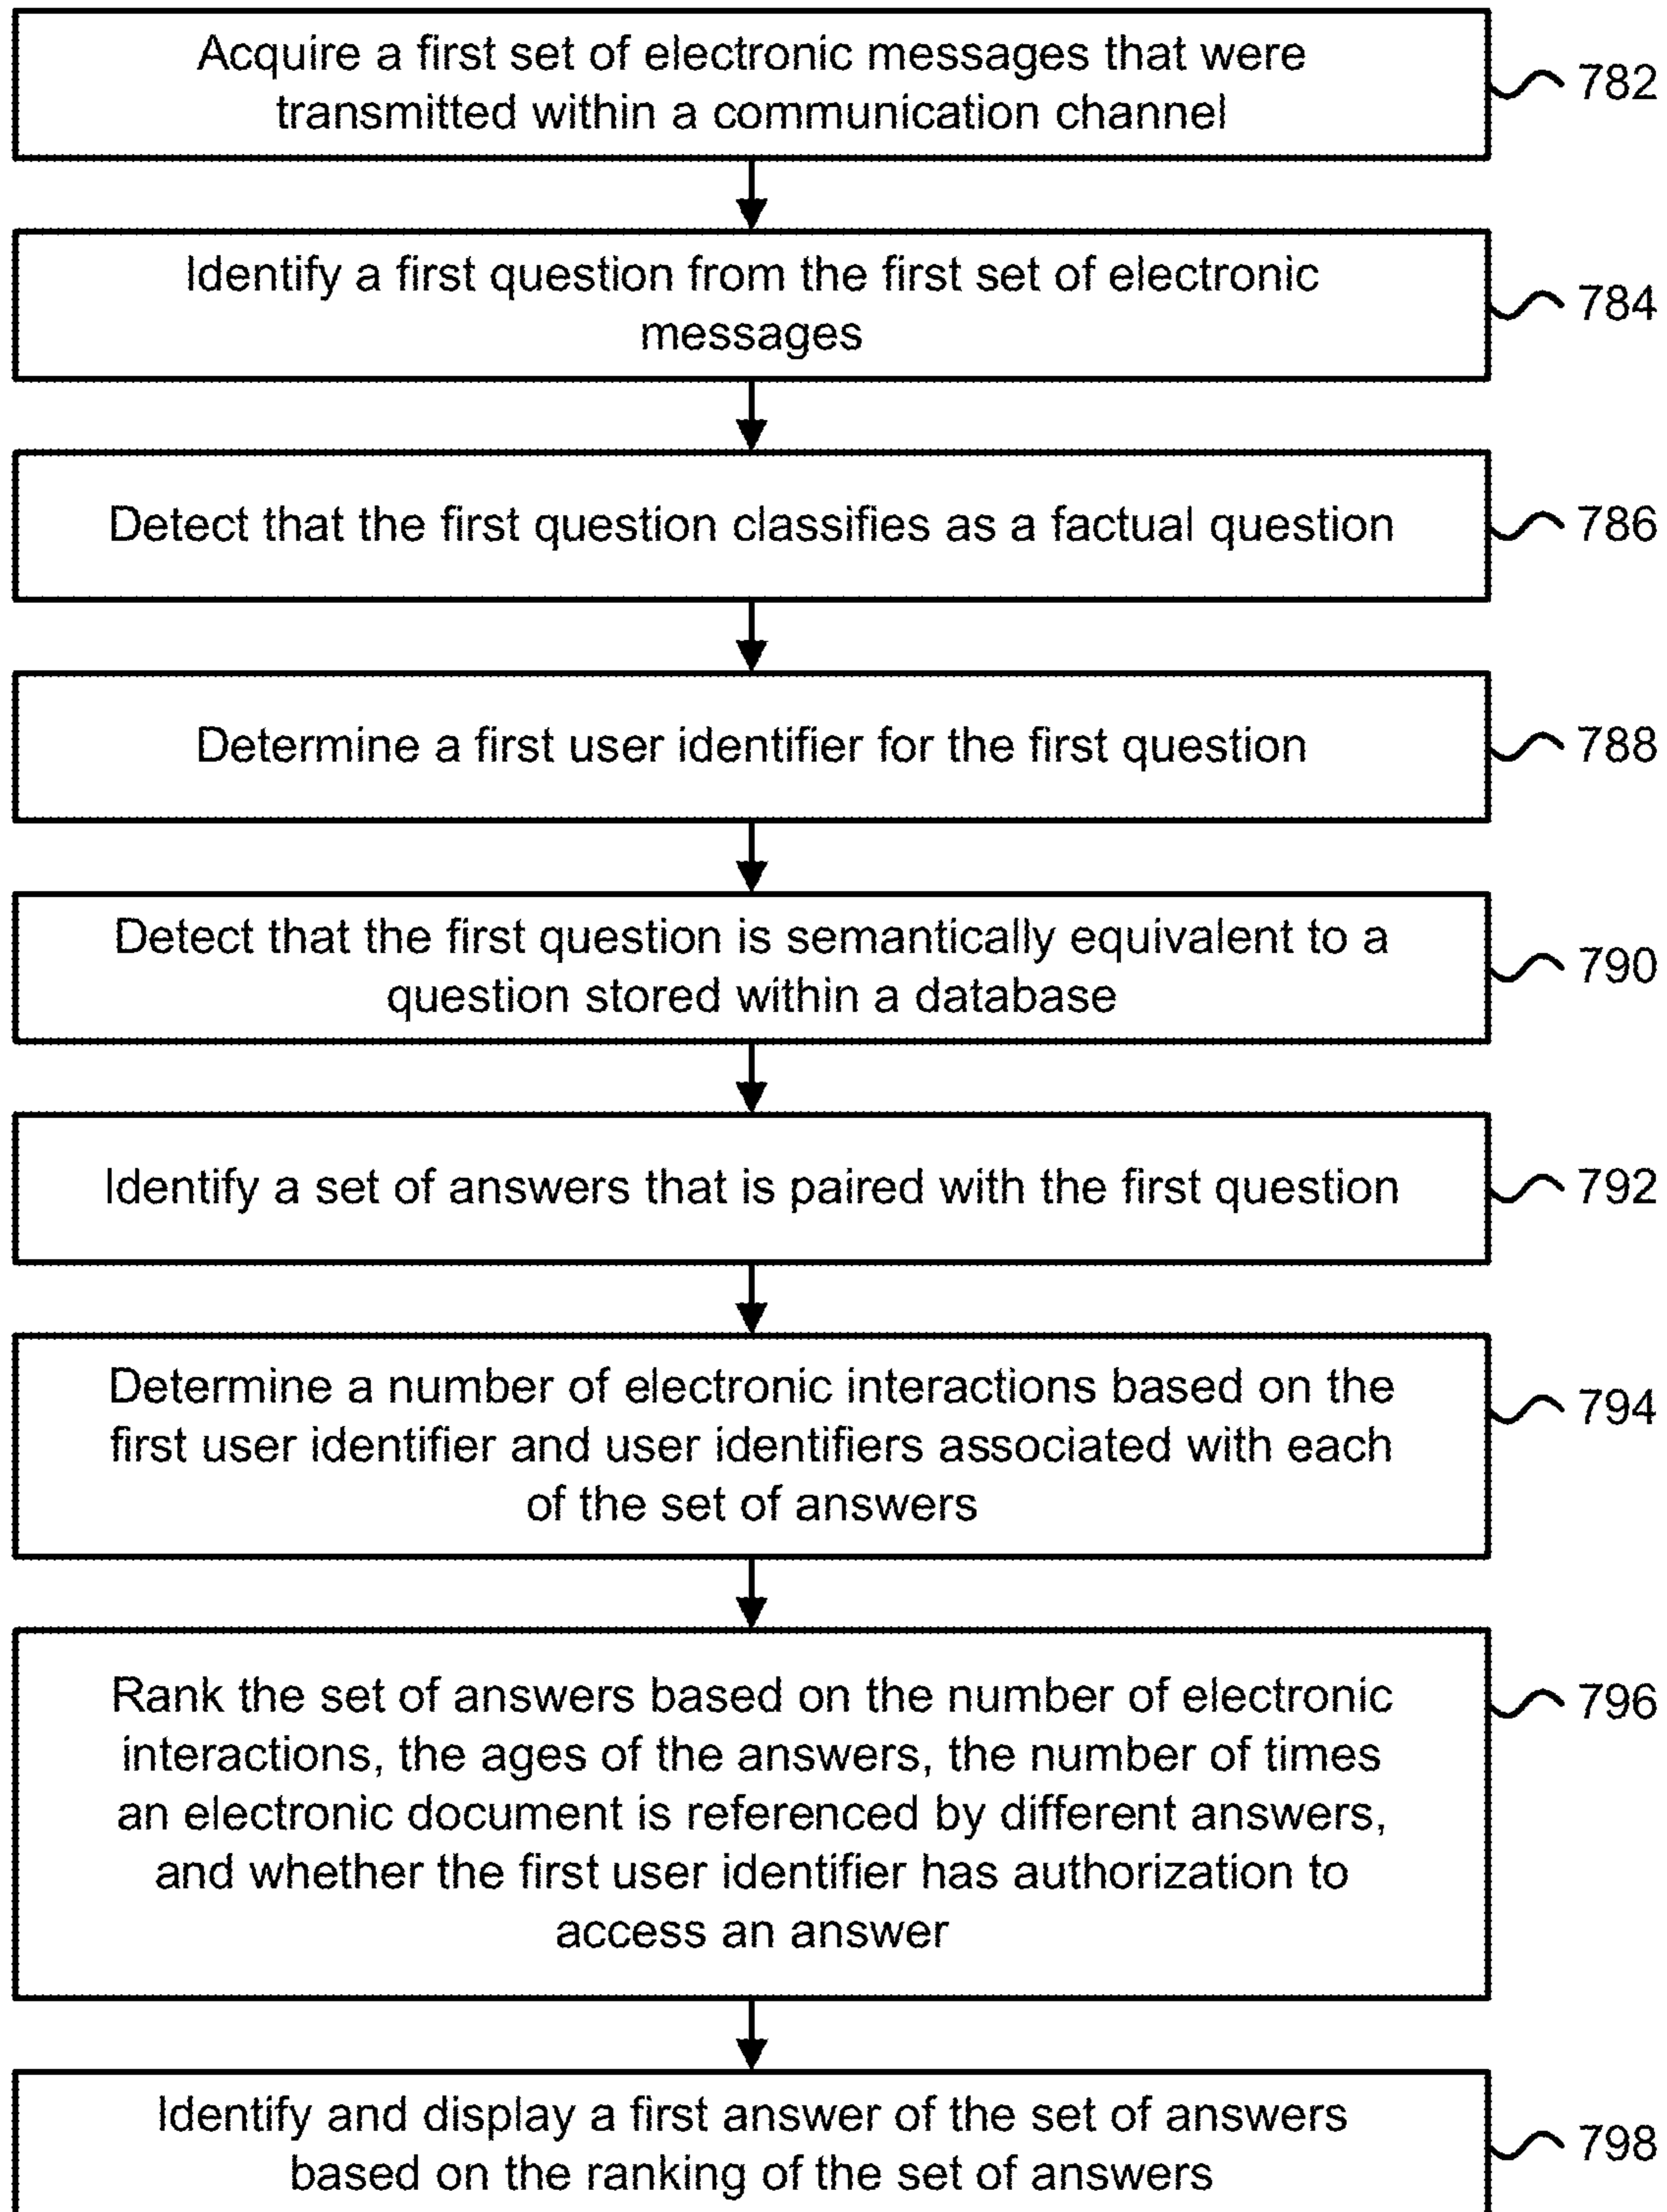 Acquire a first set of electronic messages that were
transmitted within a communication channel
782
Identify a first question from the first set of electronic
messages
784
Detect that the first question classifies as a factual question
786
Determine a first user identifier for the first question
788
Detect that the first question is semantically equivalent to a
question stored within a database
790
Identify a set of answers that is paired with the first question
792
Determine a number of electronic interactions based on the
first user identifier and user identifiers associated with each
of the set of answers
794
Rank the set of answers based on the number of electronic
interactions, the ages of the answers, the number of times
an electronic document is referenced by different answers,
and whether the first user identifier has authorization to
access an answer
796
Identify and display a first answer of the set of answers
based on the ranking of the set of answers
798